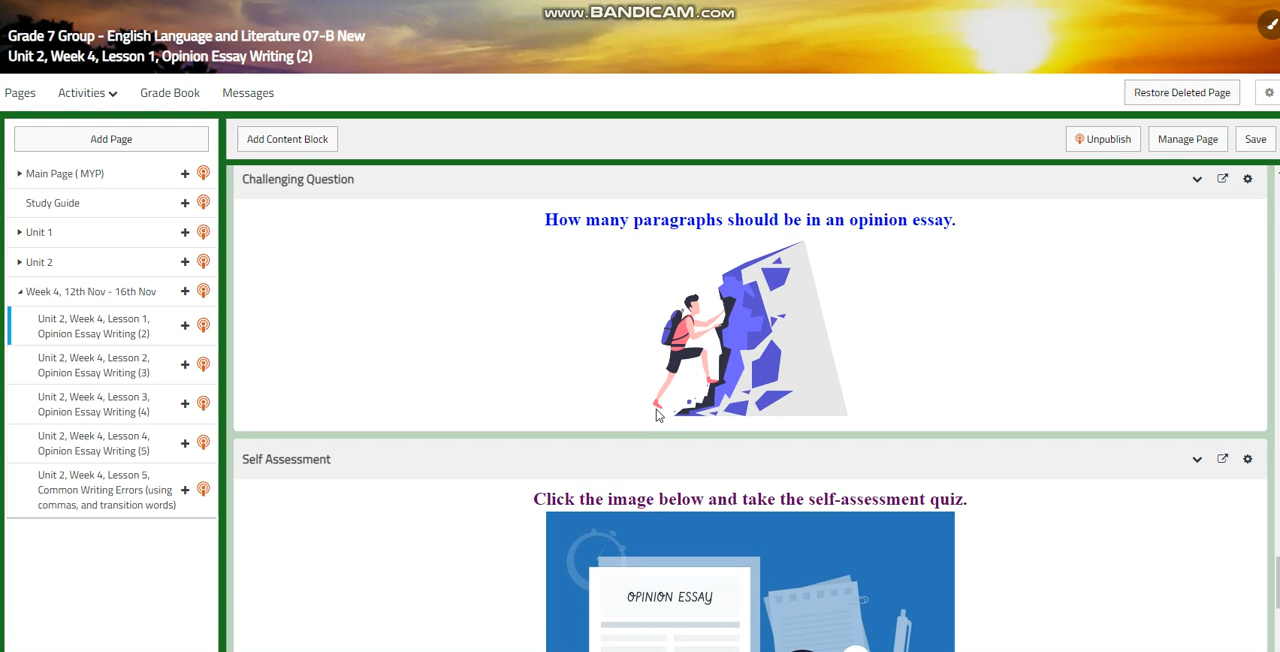 www.BANDICAM.com
Grade 7 Group - English Language and Literature 07-B New
Unit 2, Week 4, Lesson 1, Opinion Essay Writing (2)
Pages
Activities
Grade Book
Messages
Restore Deleted Page
Add Page
Add Content Block
Unpublish
Manage Page
Save
Main Page ( MYP)
Study Guide
Unit 1
Unit 2
Week 4, 12th Nov - 16th Nov
Unit 2, Week 4, Lesson 1,
Opinion Essay Writing (2)
Unit 2, Week 4, Lesson 2,
Opinion Essay Writing (3)
Unit 2, Week 4, Lesson 3,
Opinion Essay Writing (4)
Unit 2, Week 4, Lesson 4,
Opinion Essay Writing (5)
Unit 2, Week 4, Lesson 5,
Common Writing Errors (using
commas, and transition words)
Challenging Question
How many paragraphs should be in an opinion essay.
Self Assessment
Click the image below and take the self-assessment quiz.
OPINION ESSAY